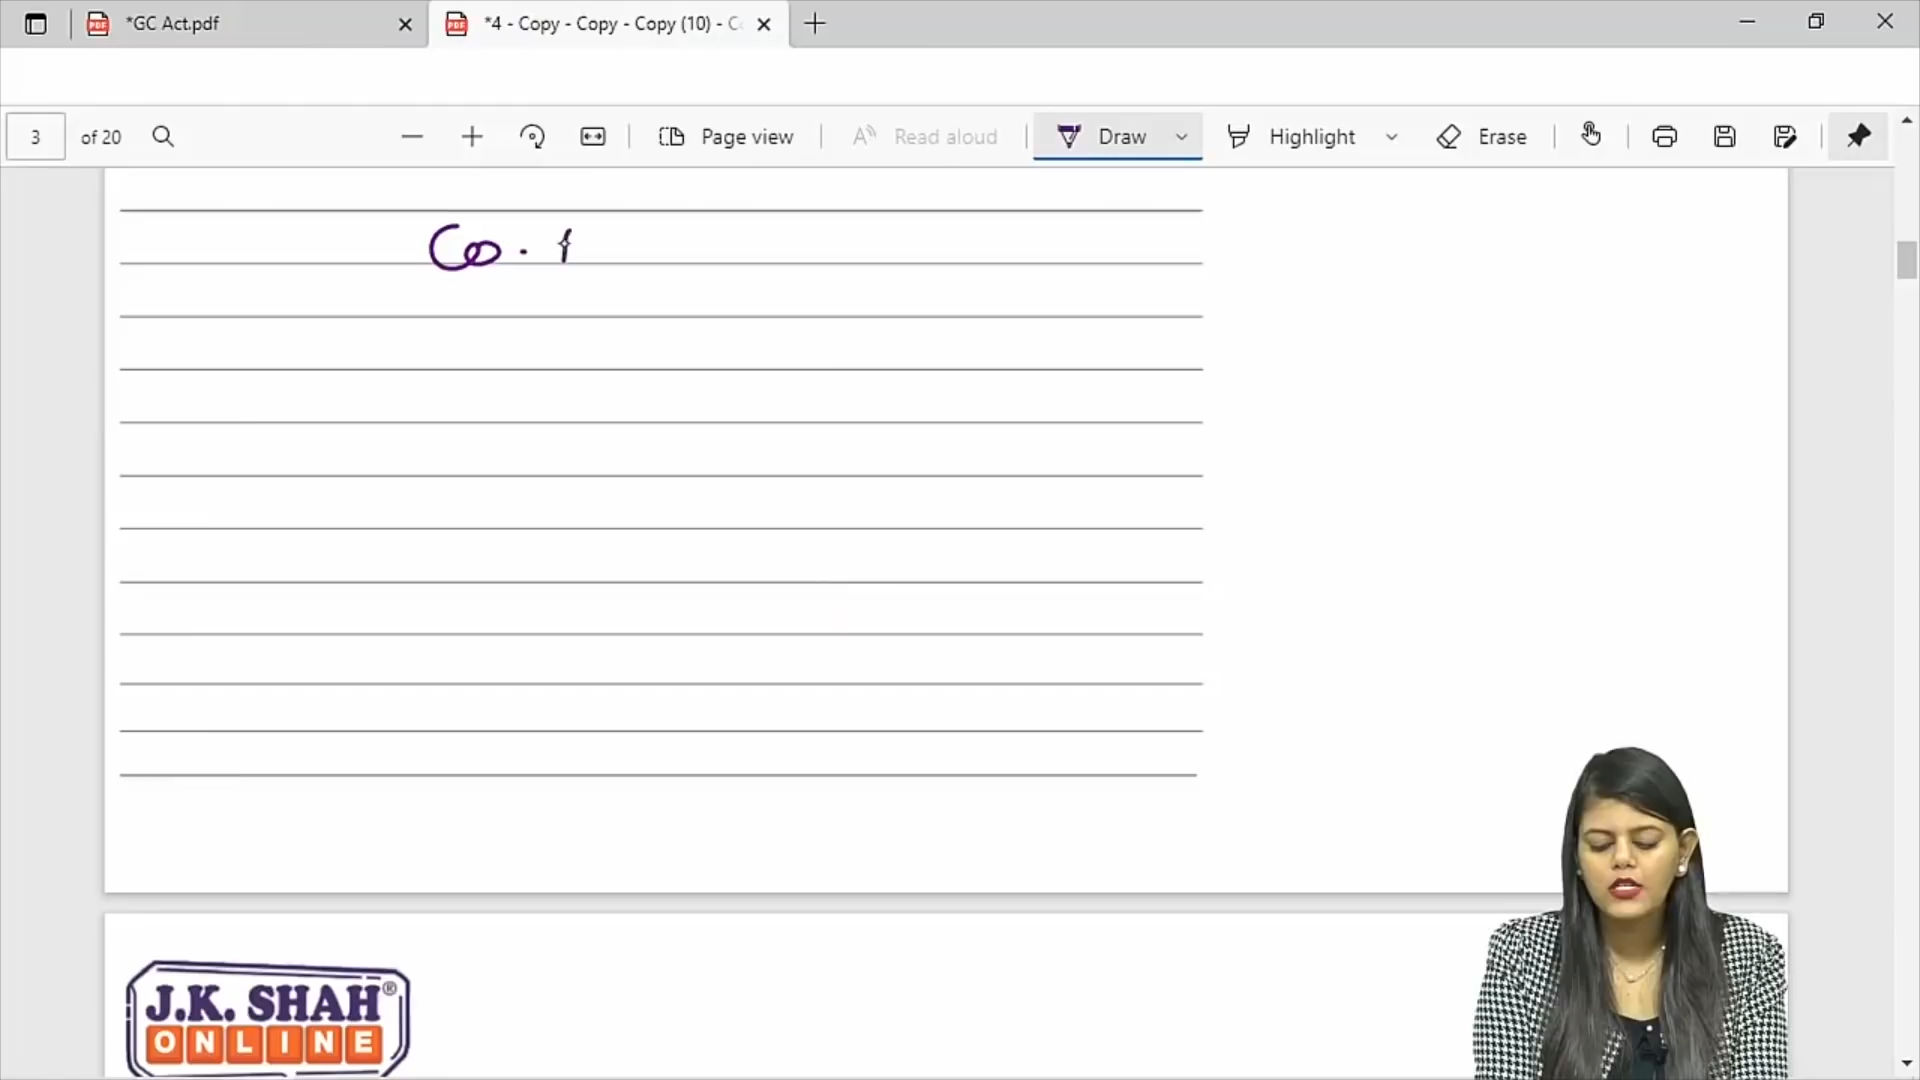 *GC Act.pdf
*4 - Copy - Copy - Copy (10) - C
3 of 20 Page view Read aloud Draw Highlight Erase
Co.
J.K. SHAH®
ONLINE